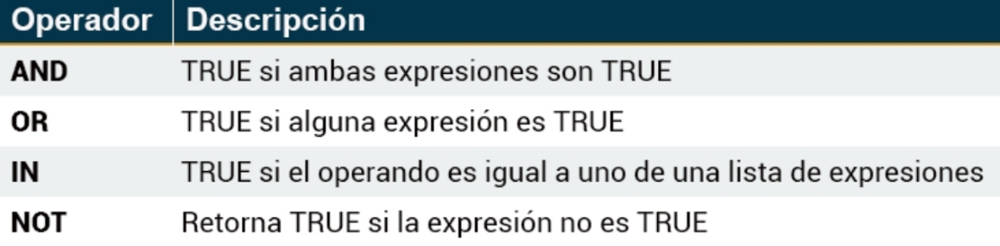 Operador Descripción
AND TRUE si ambas expresiones son TRUE
OR TRUE si alguna expresión es TRUE
IN TRUE si el operando es igual a uno de una lista de expresiones
NOT Retorna TRUE si la expresión no es TRUE